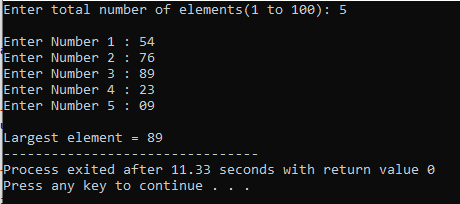 Enter total number of elements(1 to 100): 5
Enter Number 1 : 54
Enter Number 2 : 76
Enter Number 3 : 89
Enter Number 4 : 23
Enter Number 5 : 09
Largest element = 89
--------------------------------
Process exited after 11.33 seconds with return value 0
Press any key to continue . . .